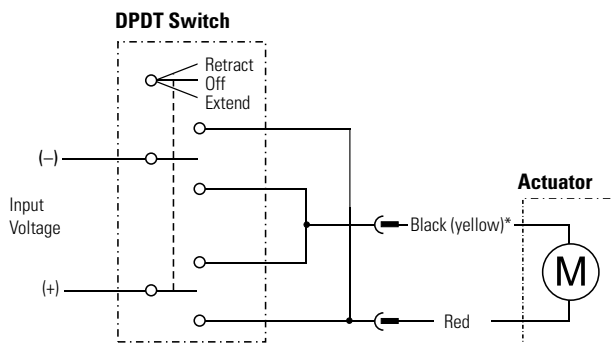 DPDT Switch
Retract
Off
Extend
(–)
Input
Voltage
(+)
Actuator
Black (yellow)*
M
Red